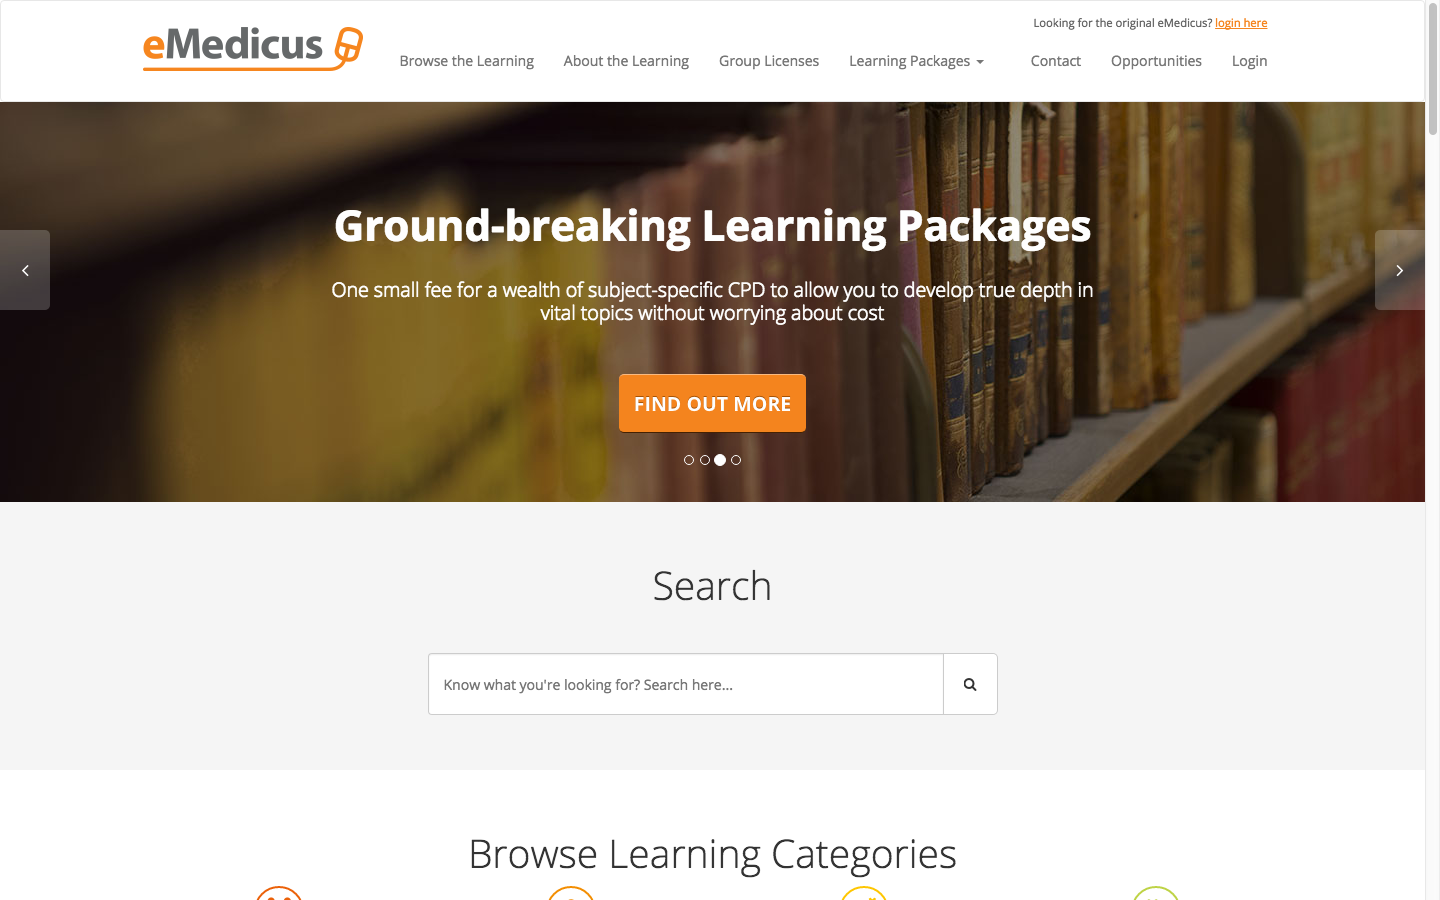 Looking for the original eMedicus? login here
eMedicus
Browse the Learning
About the Learning
Group Licenses
Learning Packages
Contact
Opportunities
Login
Ground-breaking Learning Packages
One small fee for a wealth of subject-specific CPD to allow you to develop true depth in
vital topics without worrying about cost
FIND OUT MORE
Search
Know what you're looking for? Search here...
Browse Learning Categories